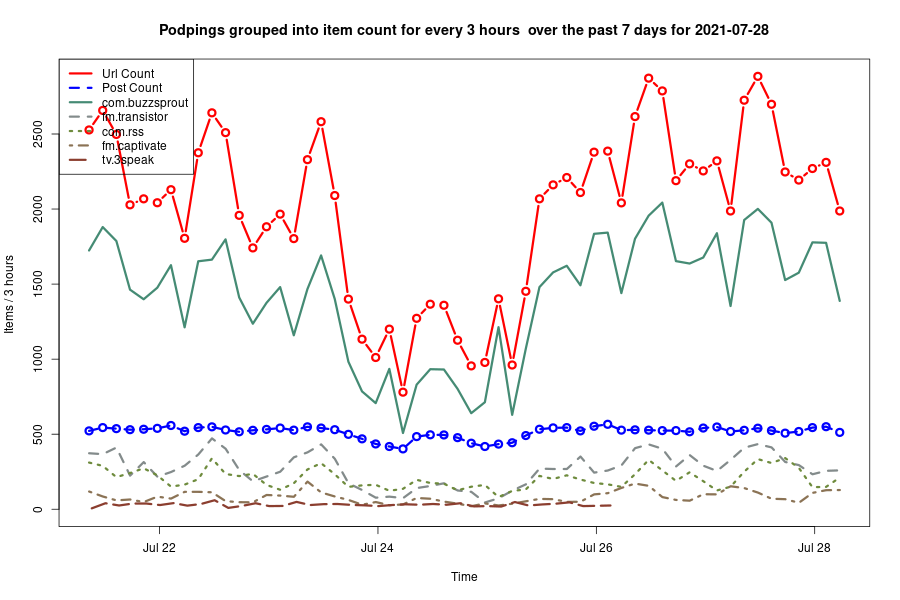 Podpings grouped into item count for every 3 hours  over the past 7 days for 2021-07-28
Url Count
Post Count
com.buzzsprout
fm.transistor
com.rss
fm.captivate
tv.3speak
Items / 3 hours
2500
2000
1500
1000
500
0
Jul 22
Jul 24
Jul 26
Jul 28
Time